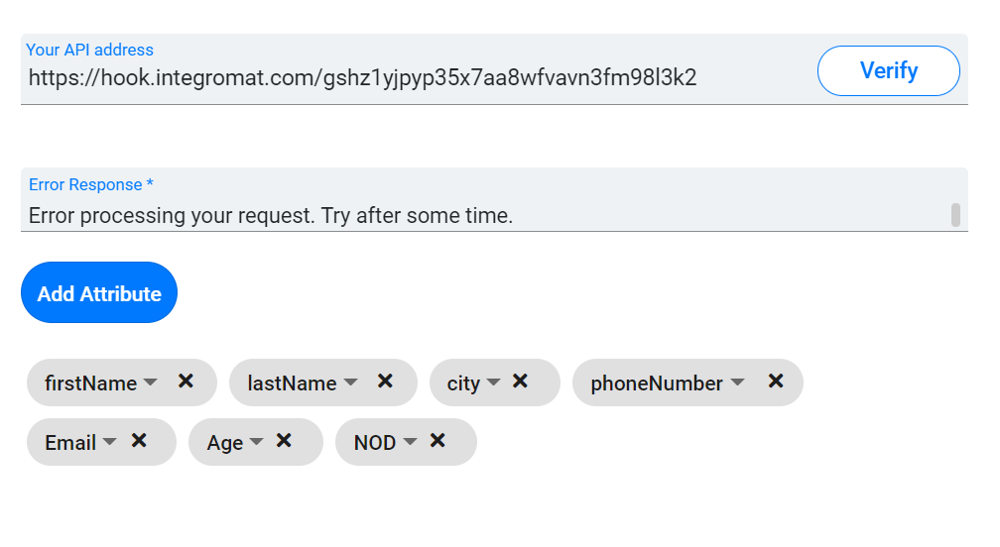 Your API address
https://hook.integromat.com/gshz1yjpyp35x7aa8wfvavn3fm98l3k2
Verify
Error Response *
Error processing your request. Try after some time.
Add Attribute
firstName
lastName
city
phoneNumber
Email
Age
NOD